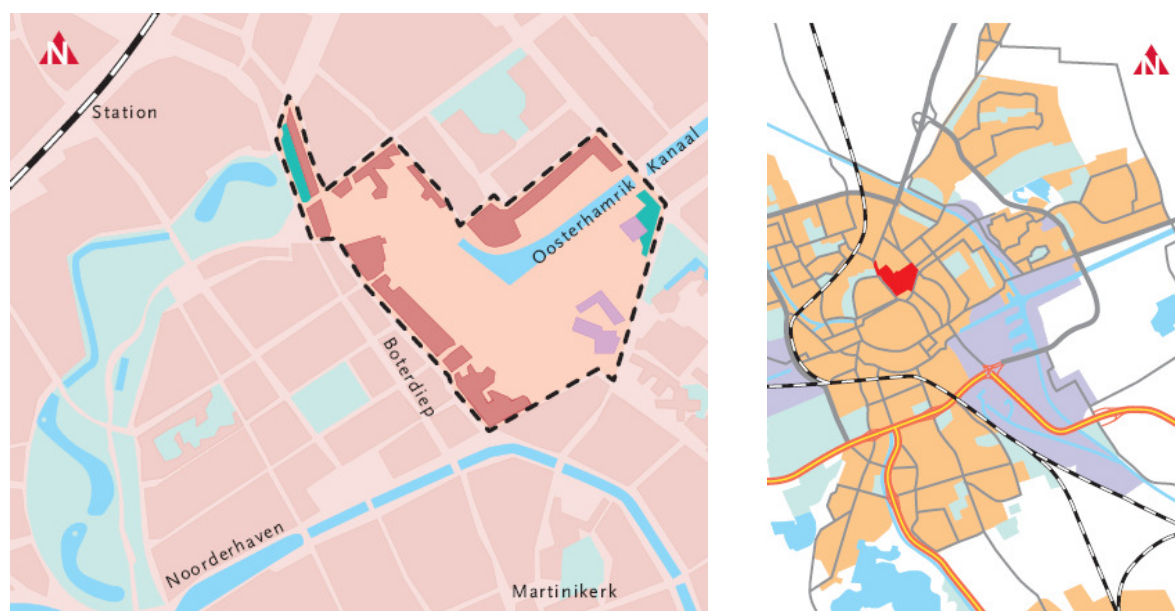 N
Station
Oosterhamrik Kanaal
Boterdiep
Noorderhaven
Martinikerk
N